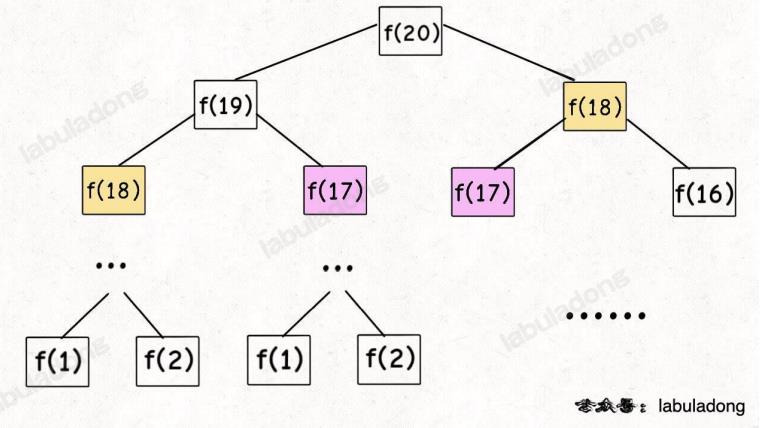 f(20)
f(19)
f(18)
f(18)
f(17)
f(17)
f(16)
...
...
......
f(1)
f(2)
f(1)
f(2)
labuladong
labuladong
labuladong
labuladong
labuladong
公众号：labuladong